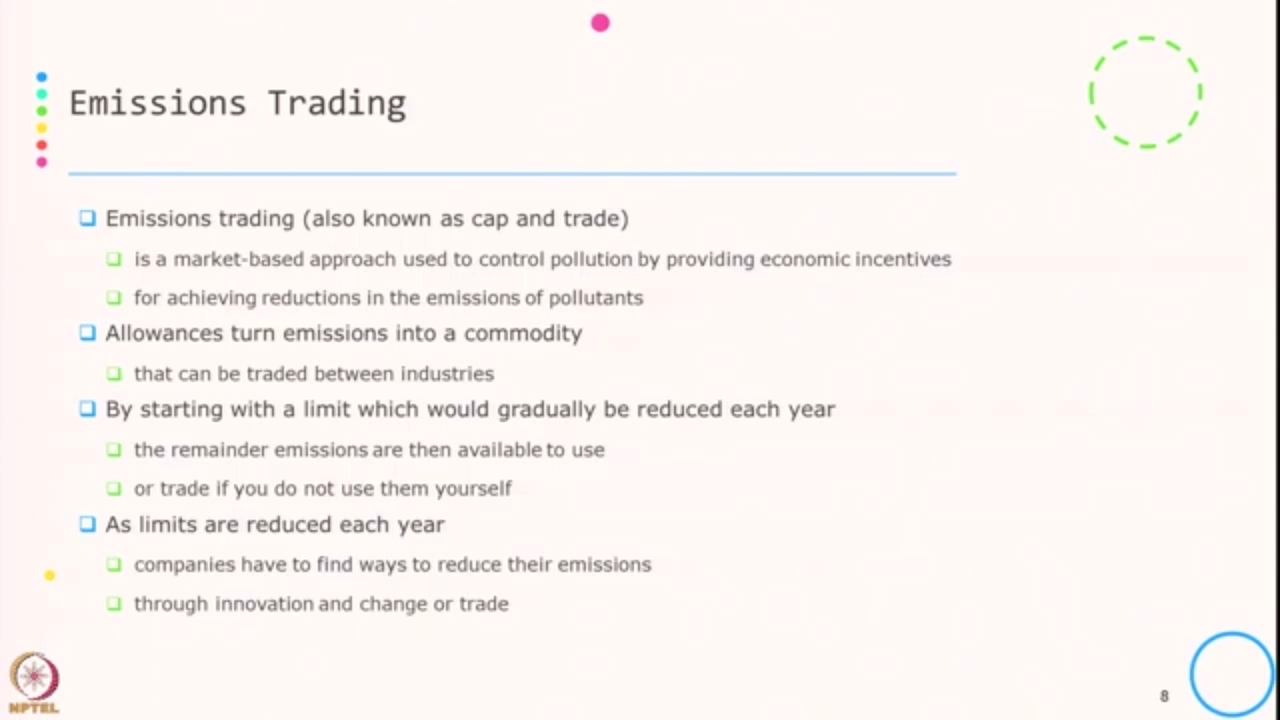 Emissions Trading
Emissions trading (also known as cap and trade)
is a market-based approach used to control pollution by providing economic incentives
for achieving reductions in the emissions of pollutants
Allowances turn emissions into a commodity
that can be traded between industries
By starting with a limit which would gradually be reduced each year
the remainder emissions are then available to use
or trade if you do not use them yourself
As limits are reduced each year
companies have to find ways to reduce their emissions
through innovation and change or trade
NPTEL
8